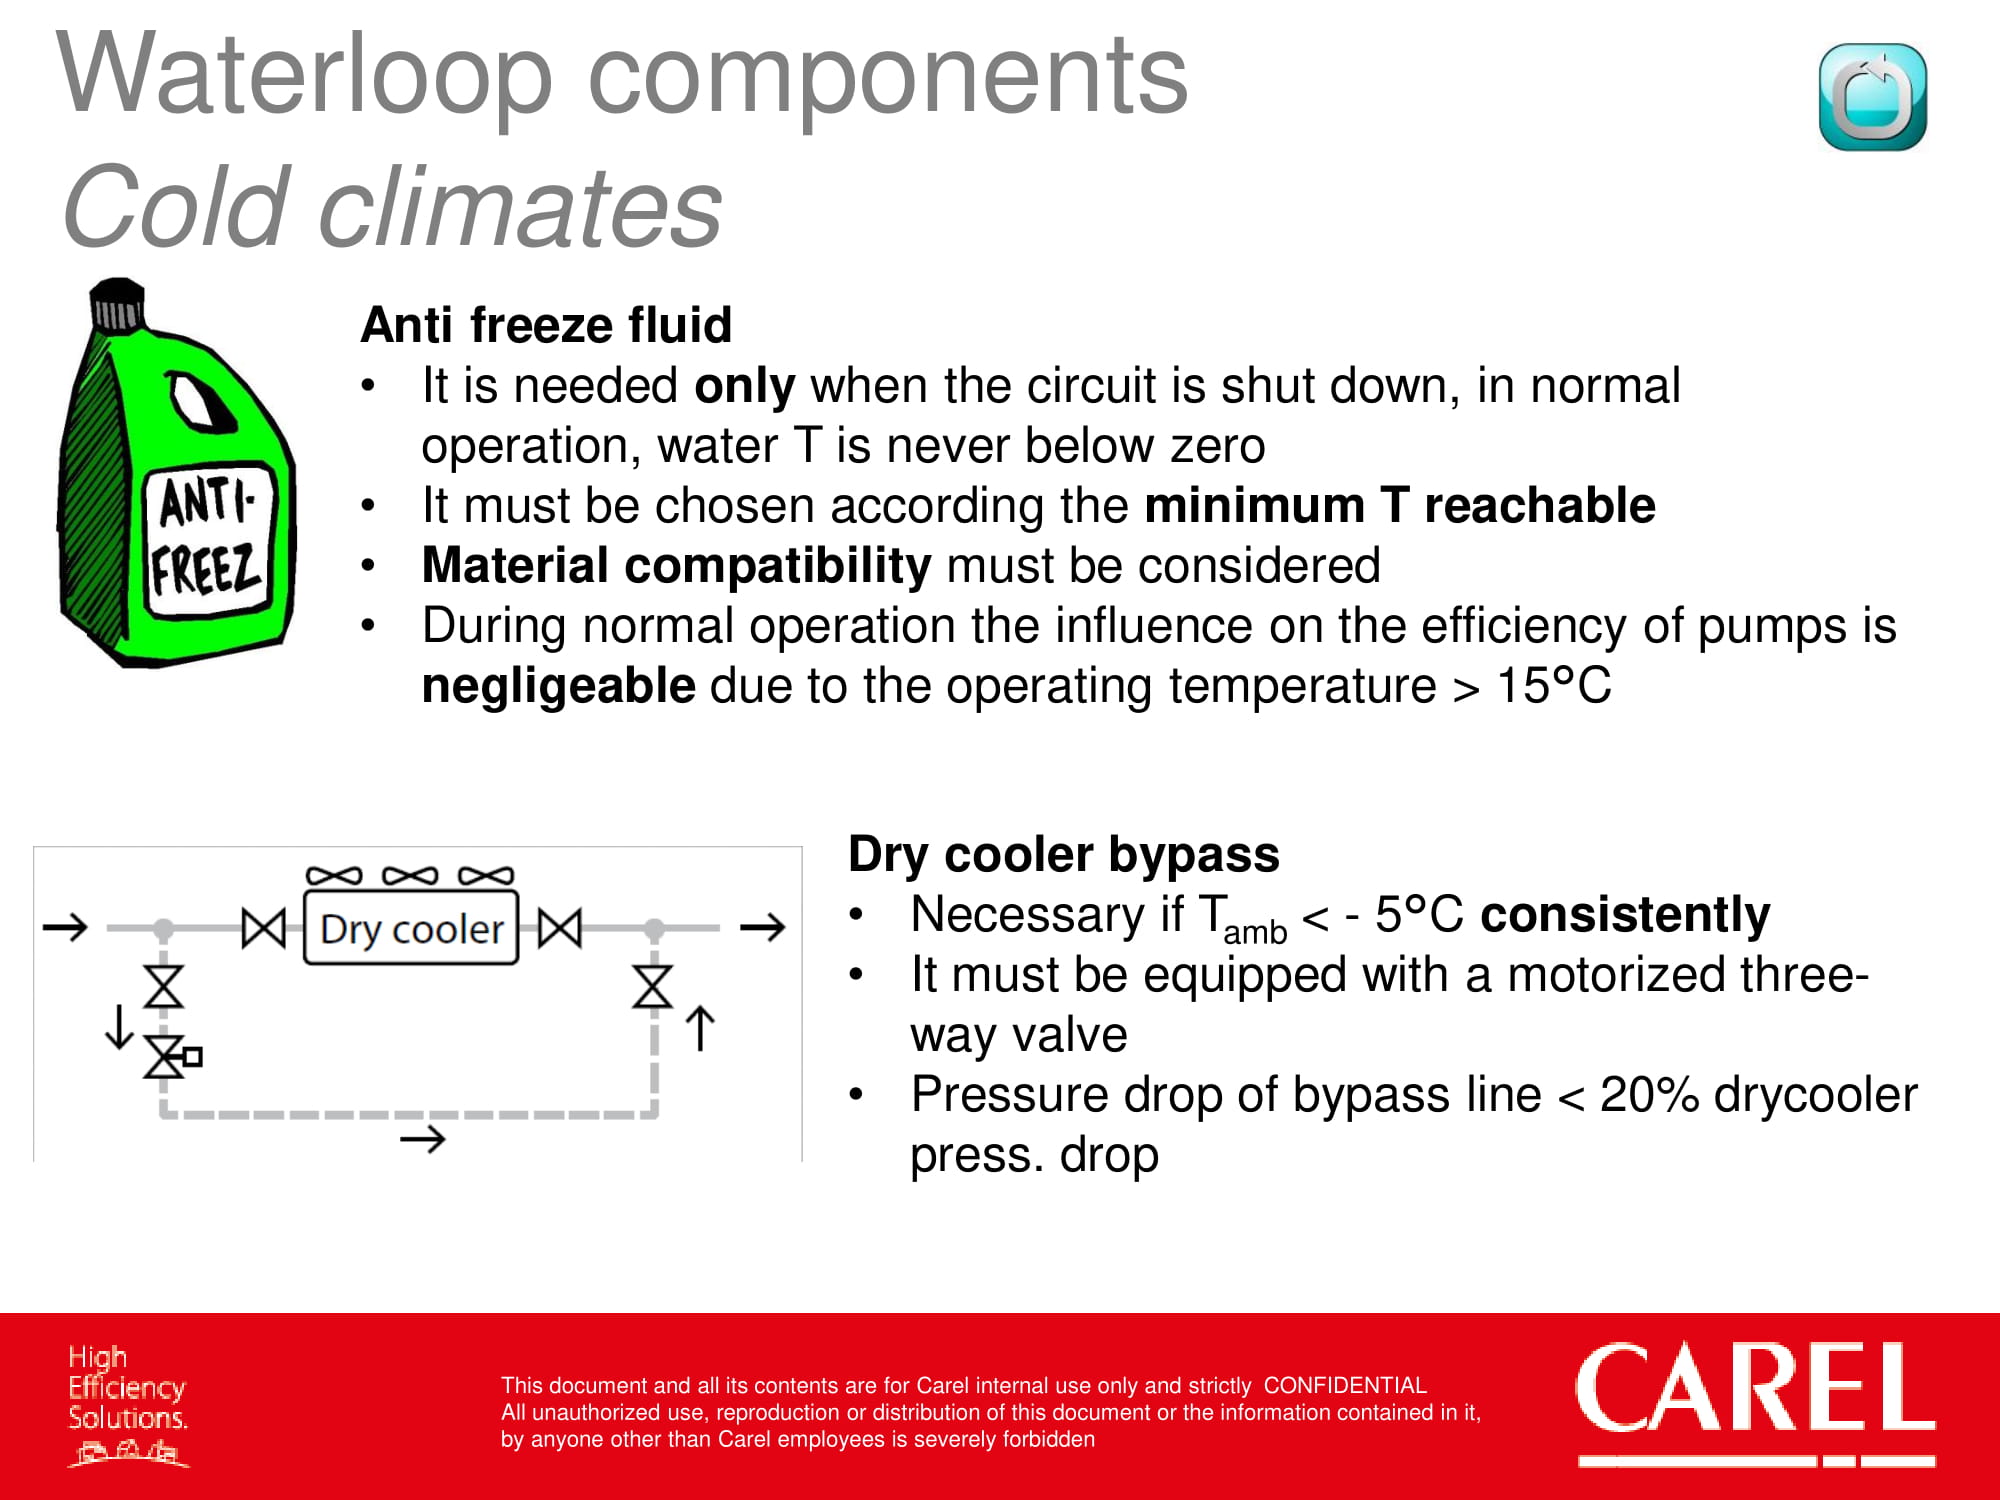 Waterloop components
Cold climates
ANTI-
FREEZ
Anti freeze fluid
• It is needed only when the circuit is shut down, in normal
operation, water T is never below zero
• It must be chosen according the minimum T reachable
• Material compatibility must be considered
• During normal operation the influence on the efficiency of pumps is
negligeable due to the operating temperature > 15°C
Dry cooler
Dry cooler bypass
• Necessary if Tamb < - 5°C consistently
• It must be equipped with a motorized three-
way valve
• Pressure drop of bypass line < 20% drycooler
press. drop
High
Efficiency
Solutions.
This document and all its contents are for Carel internal use only and strictly CONFIDENTIAL
All unauthorized use, reproduction or distribution of this document or the information contained in it,
by anyone other than Carel employees is severely forbidden
CAREL